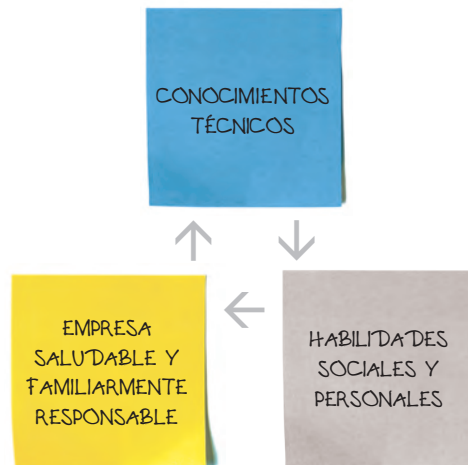 CONOCIMIENTOS
TÉCNICOS
EMPRESA
SALUDABLE Y
FAMILIARMENTE
RESPONSABLE
HABILIDADES
SOCIALES Y
PERSONALES